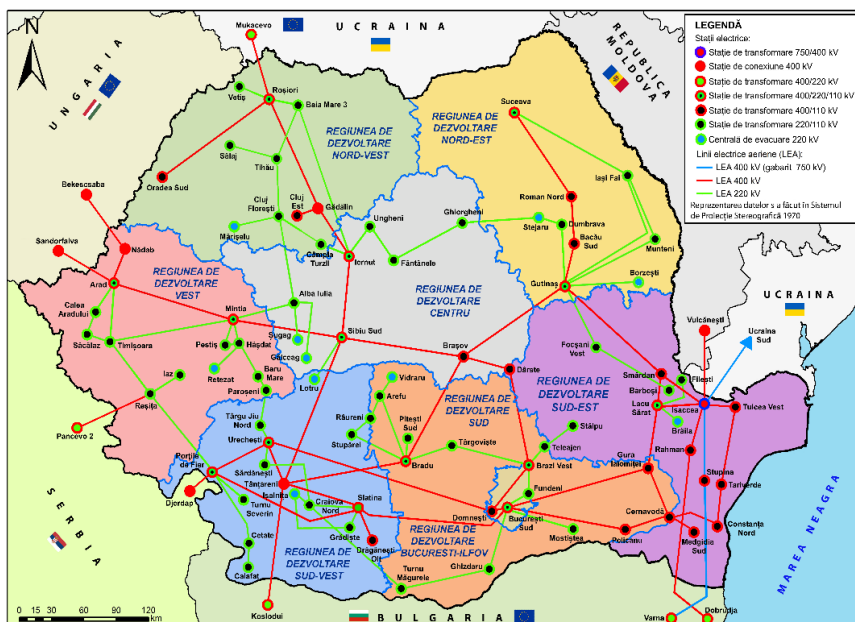 Mukacevo
UCRAINA
REPUBLICA
MOLDOVA
UNGARIA
N
LEGENDĂ
Stații electrice:
Stație de transformare 750/400 kV
Stație de conexiune 400 kV
Stație de transformare 400/220 kV
Stație de transformare 400/220/110 kV
Stație de transformare 400/110 kV
Stație de transformare 220/110 kV
Centrală de evacuare 220 kV
Linii electrice aeriene (LEA):
LEA 400 kV (gabarit 750 kV)
LEA 400 kV
LEA 220 kV
Reprezentarea datelor s a făcut în Sistemul
de Proiecție Stereografică 1970
Vetiș
Roșiori
Baia Mare 3
REGIUNEA DE
DEZVOLTARE
NORD-VEST
Suceava
REGIUNEA DE
DEZVOLTARE
NORD-EST
Sălaj
Tihău
Oradea Sud
Iași FAI
Bekescsaba
Cluj
Florești
Cluj
Est
Gădălin
Roman Nord
Ungheni
Gheorgheni
Stejaru
Dumbrava
Bacău
Sud
Munteni
Mărișelu
Câmpia
Turzii
Iernut
Fântânele
Sandorfalva
Nădab
REGIUNEA DE
DEZVOLTARE
VEST
Arad
REGIUNEA DE
DEZVOLTARE
CENTRU
Gutinaș
Borzești
UCRAINA
Calea
Aradului
Mintia
Alba Iulia
Vulcănești
Ucraina
Sud
Săcălaz
Timișoara
Pestiș
Hășdat
Șugag
Gâlceag
Sibiu Sud
Brașov
Focșani
Vest
Dârste
Smârdan
Filești
Barboși
Iaz
Retezat
Baru
Mare
Paroșeni
Lotru
Vidraru
Arefu
REGIUNEA DE
DEZVOLTARE
SUD
REGIUNEA DE
DEZVOLTARE
SUD-EST
Lacu
Sărat
Isaccea
Brăila
Tulcea Vest
Reșița
Pancevo 2
Târgu Jiu
Nord
Urechești
Râureni
Stupărei
Pitești
Sud
Târgoviște
Stâlpu
Teleajen
Gura
Ialomiței
Rahman
Stupina
Tariverde
Porțile
de Fier
Sărdănești
Țânțăreni
Bradu
Brazi Vest
Fundeni
Djerdap
Turnu
Severin
Ișalnița
Craiova
Nord
Slatina
Domnești
București
Sud
Cernavodă
Constanța
Nord
Medgidia
Sud
Pelicanu
Mostiștea
Cetate
Calafat
Grădiște
Drăgănești
Olt
REGIUNEA DE
DEZVOLTARE
BUCUREȘTI-ILFOV
Ghizdaru
REGIUNEA DE
DEZVOLTARE
SUD-VEST
Turnu
Măgurele
SERBIA
MAREA NEAGRA
Koslodui
BULGARIA
Varna
Dobrudja
0 15 30 60 90 120
km